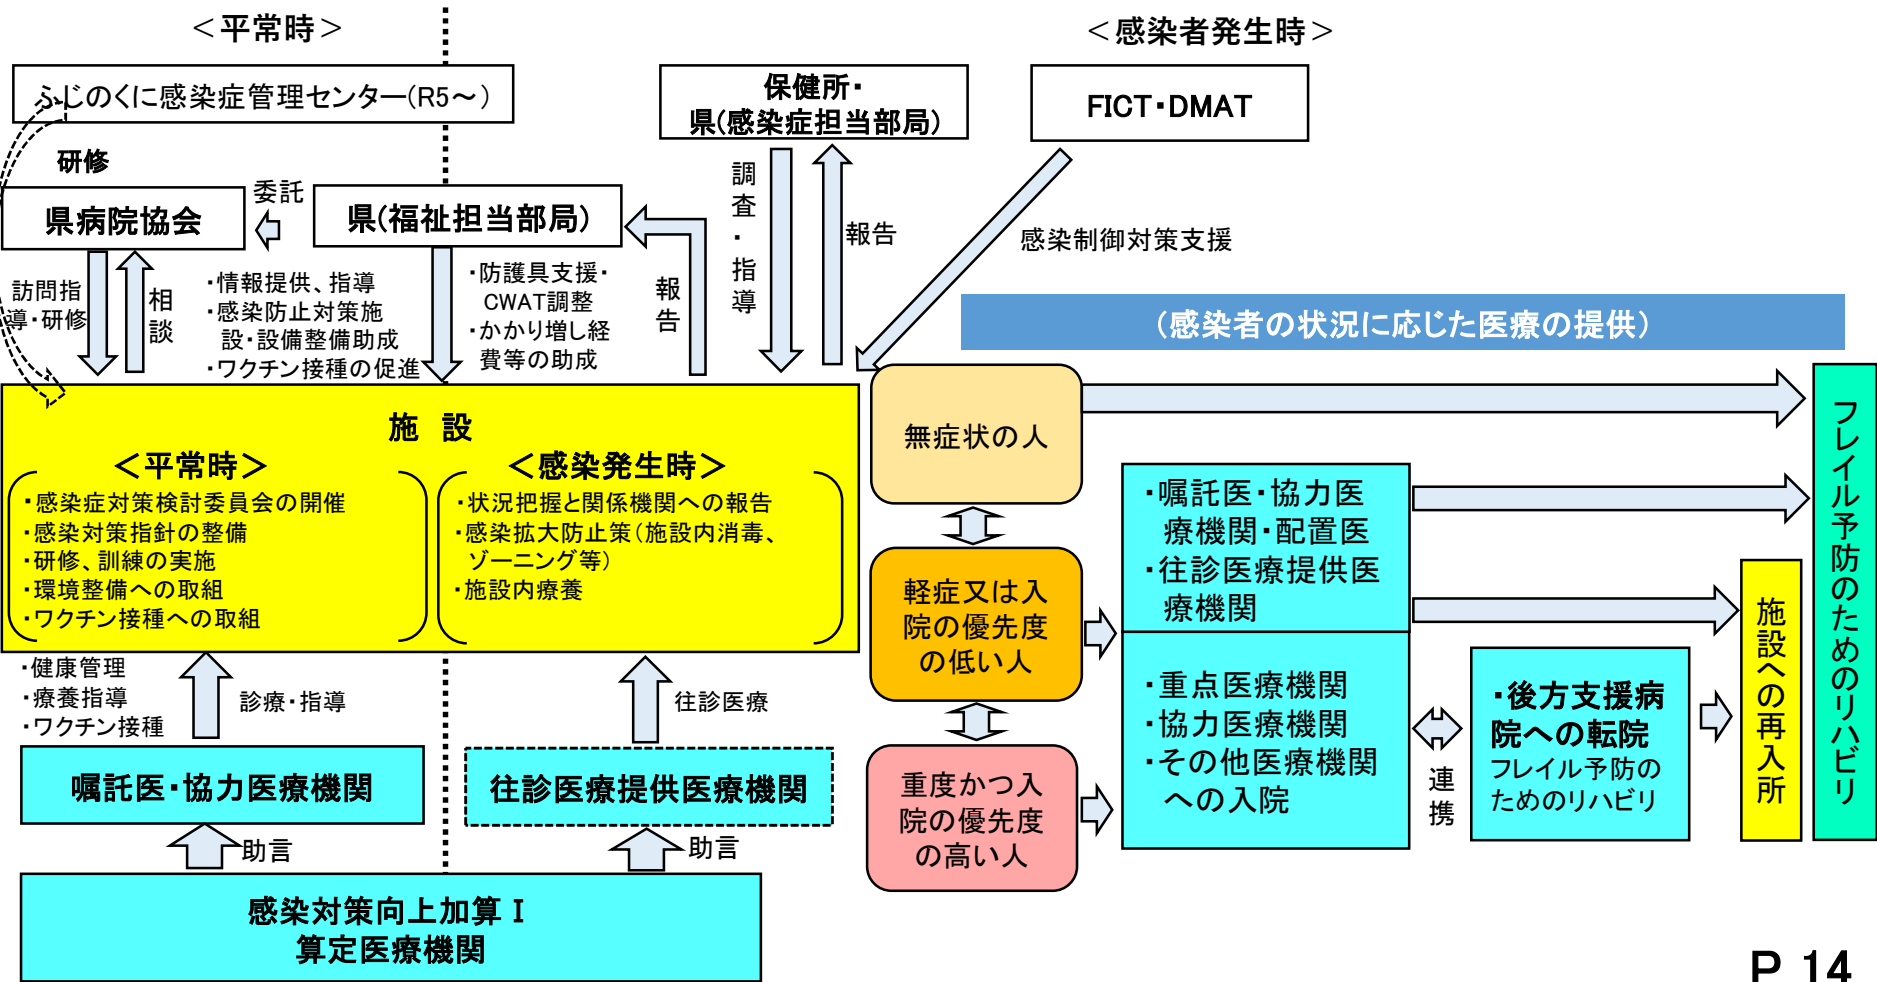 ＜平常時＞
＜感染者発生時＞
ふじのくに感染症管理センター(R5～)
保健所・
県(感染症担当部局)
FICT・DMAT
研修
県病院協会
委託
県(福祉担当部局)
訪問指
導・研修
相談
・情報提供、指導
・感染防止対策施
設・設備整備助成
・ワクチン接種の促進
・防護具支援・
CWAT調整
・かかり増し経
費等の助成
報告
調査・指導
報告
感染制御対策支援
(感染者の状況に応じた医療の提供)
施　設
＜平常時＞
・感染症対策検討委員会の開催
・感染対策指針の整備
・研修、訓練の実施
・環境整備への取組
・ワクチン接種への取組
＜感染発生時＞
・状況把握と関係機関への報告
・感染拡大防止策(施設内消毒、
ゾーニング等)
・施設内療養
・健康管理
・療養指導
・ワクチン接種
診療・指導
往診医療
嘱託医・協力医療機関
往診医療提供医療機関
助言
助言
感染対策向上加算Ⅰ
算定医療機関
無症状の人
軽症又は入
院の優先度
の低い人
重度かつ入
院の優先度
の高い人
・嘱託医・協力医
療機関・配置医
・往診医療提供医
療機関
・重点医療機関
・協力医療機関
・その他医療機関
への入院
連携
・後方支援病
院への転院
フレイル予防の
ためのリハビリ
施設への再入所
フレイル予防のためのリハビリ
P 14